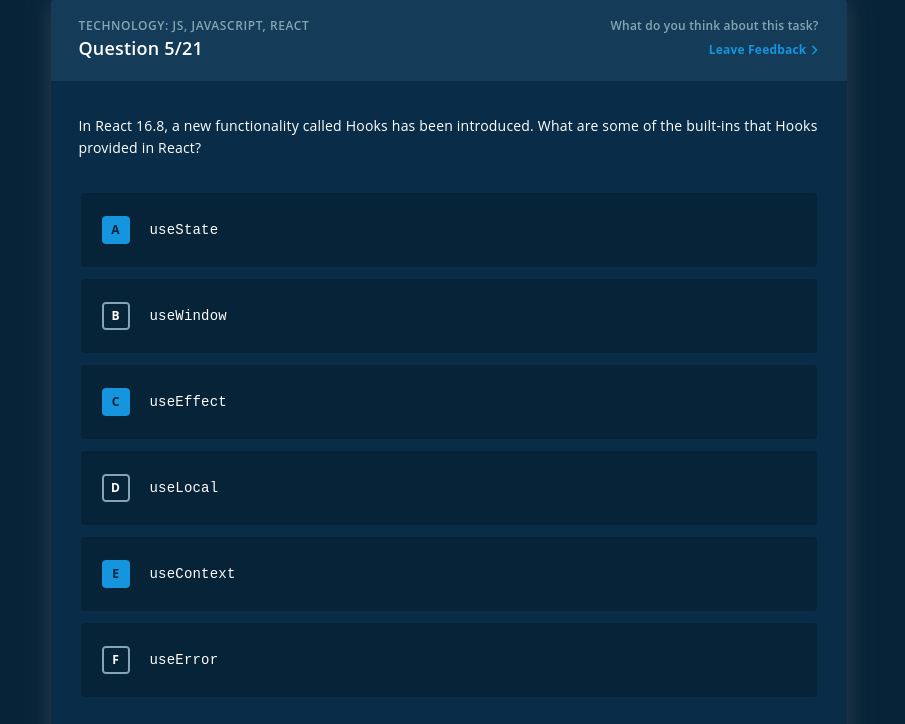 TECHNOLOGY: JS, JAVASCRIPT, REACT
What do you think about this task?
Question 5/21
Leave Feedback
In React 16.8, a new functionality called Hooks has been introduced. What are some of the built-ins that Hooks
provided in React?
A useState
B useWindow
C useEffect
D useLocal
E useContext
F useError